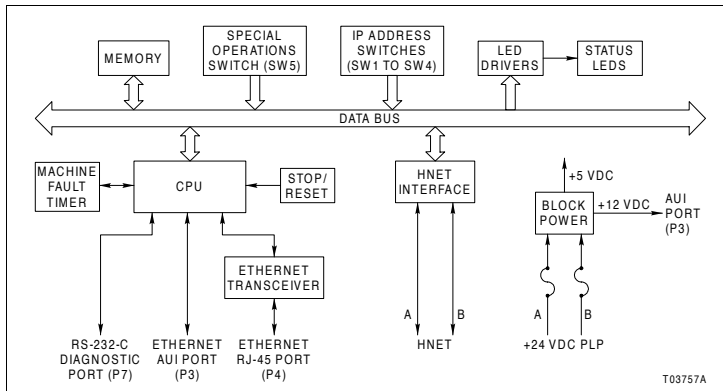 MEMORY
SPECIAL
OPERATIONS
SWITCH (SW5)
IP ADDRESS
SWITCHES
(SW1 TO SW4)
LED
DRIVERS
STATUS
LEDS
DATA BUS
MACHINE
FAULT
TIMER
CPU
STOP/
RESET
HNET
INTERFACE
+5 VDC
BLOCK
POWER
+12 VDC
AUI
PORT
(P3)
ETHERNET
TRANSCEIVER
A
B
A
B
RS-232-C
DIAGNOSTIC
PORT (P7)
ETHERNET
AUI PORT
(P3)
ETHERNET
RJ-45 PORT
(P4)
HNET
+24 VDC PLP
T03757A